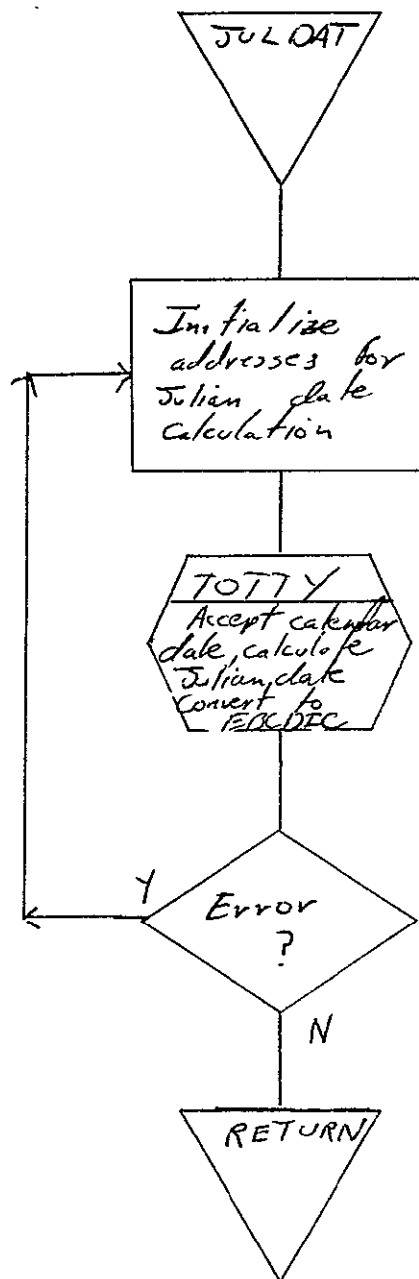 JULDAT
Initialize
addresses for
Julian date
Calculation
TOTTY
Accept calendar
date, calculate
Julian date
Convert to
EBCDIC
Y
Error
?
N
RETURN